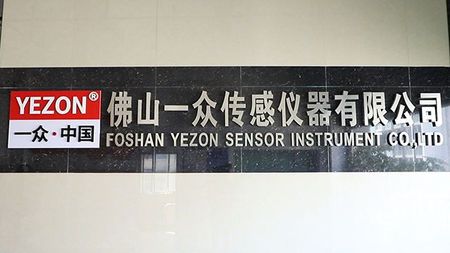 YEZON®
一众·中国
佛山一众传感仪器有限公司
FOSHAN YEZON SENSOR INSTRUMENT CO.,LTD